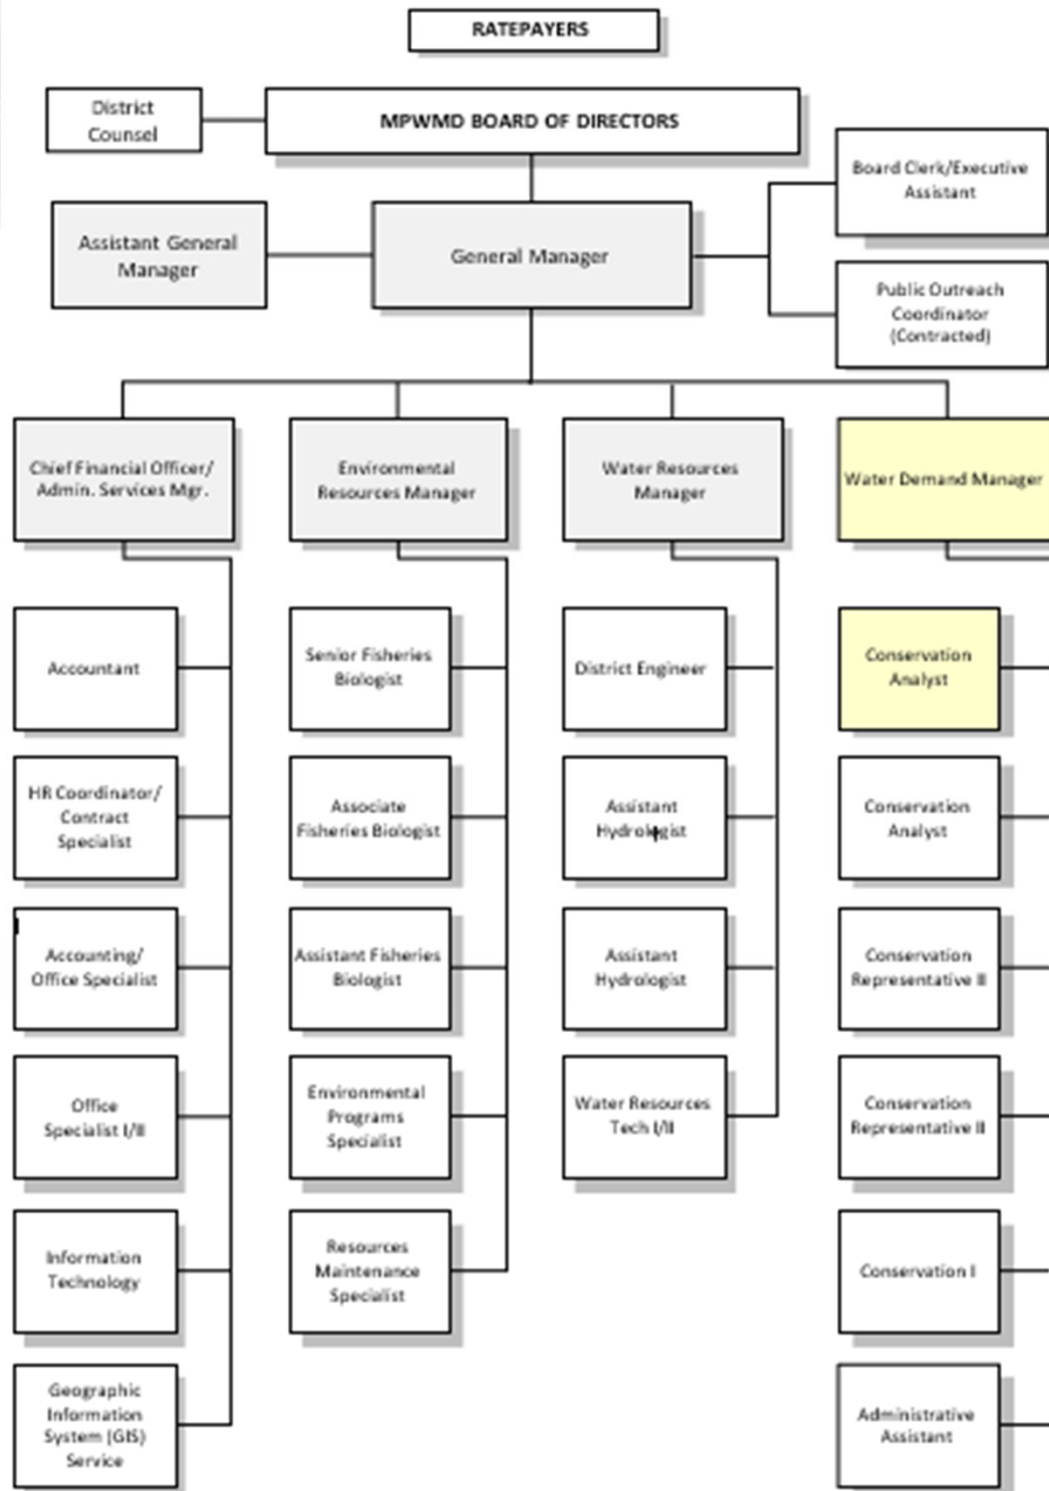 RATEPAYERS
District
Counsel
MPWMD BOARD OF DIRECTORS
Board Clerk/Executive
Assistant
Assistant General
Manager
General Manager
Public Outreach
Coordinator
(Contracted)
Chief Financial Officer/
Admin. Services Mgr.
Environmental
Resources Manager
Water Resources
Manager
Water Demand Manager
Accountant
Senior Fisheries
Biologist
District Engineer
Conservation
Analyst
HR Coordinator/
Contract
Specialist
Associate
Fisheries Biologist
Assistant
Hydrologist
Conservation
Analyst
Accounting/
Office Specialist
Assistant Fisheries
Biologist
Assistant
Hydrologist
Conservation
Representative II
Office
Specialist I/II
Environmental
Programs
Specialist
Water Resources
Tech I/II
Conservation
Representative II
Information
Technology
Resources
Maintenance
Specialist
Conservation I
Geographic
Information
System (GIS)
Service
Administrative
Assistant